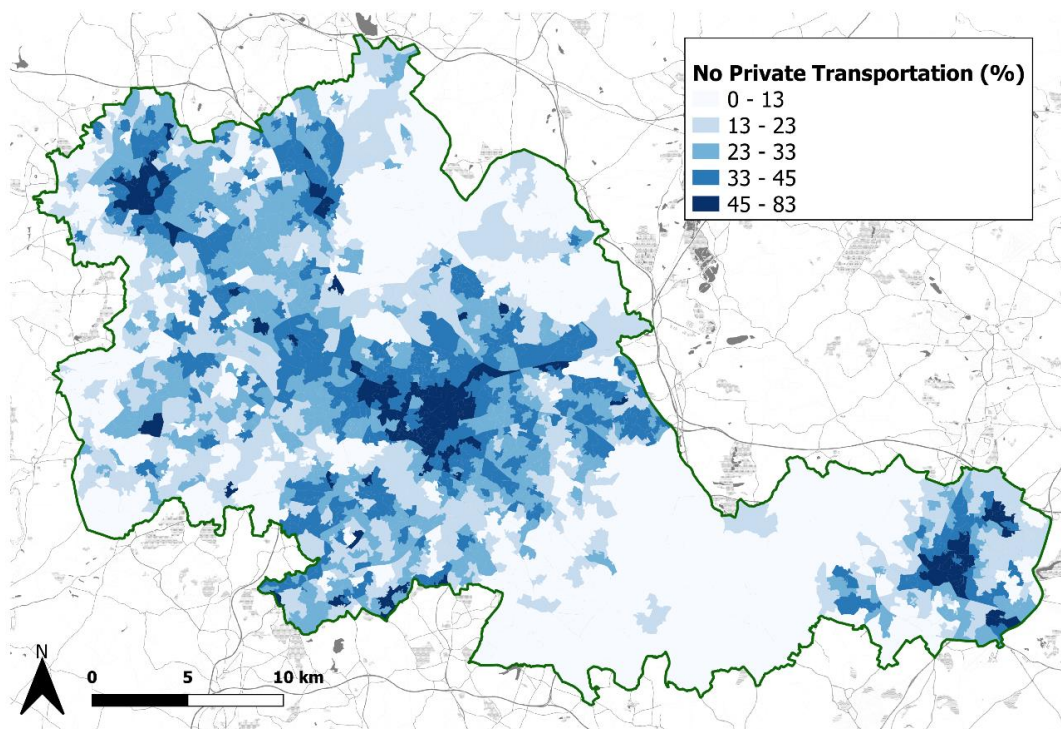 No Private Transportation (%)
0 - 13
13 - 23
23 - 33
33 - 45
45 - 83
N
0 5 10 km